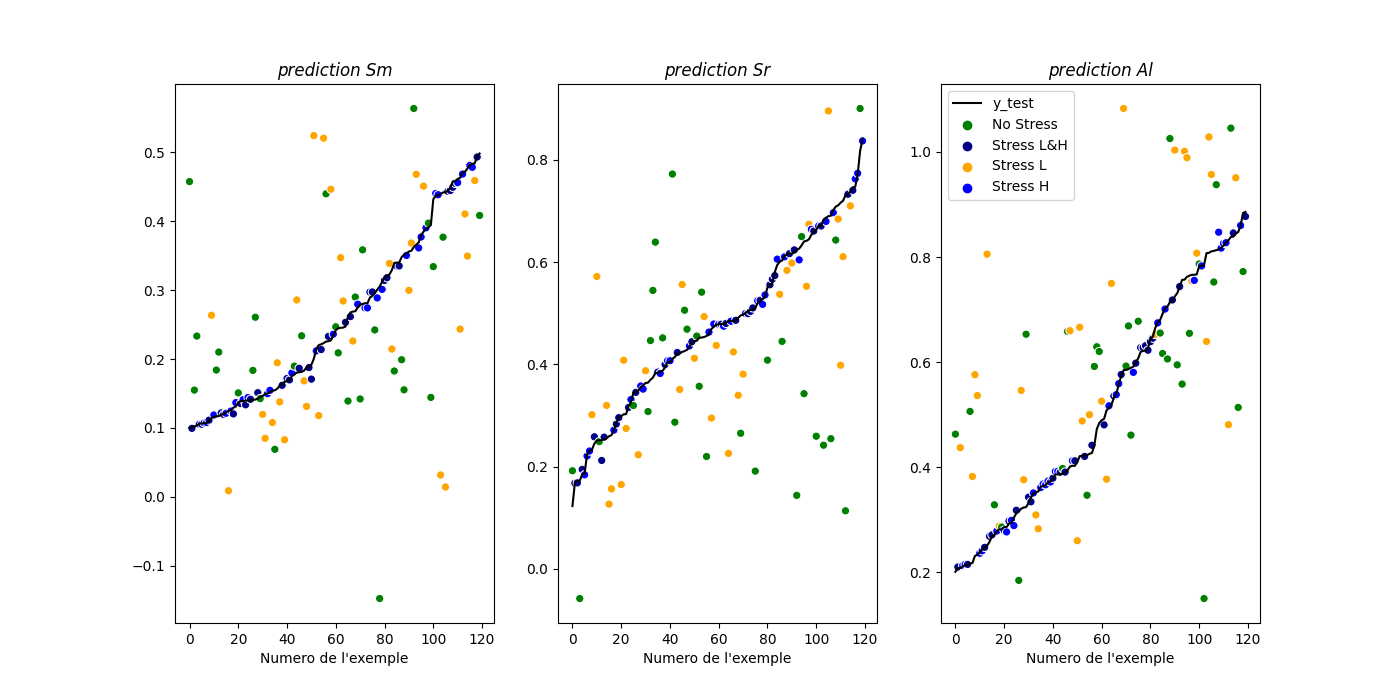 prediction Sm
0.5
0.4
0.3
0.2
0.1
0.0
−0.1
0 20 40 60 80 100 120
Numero de l'exemple
prediction Sr
0.8
0.6
0.4
0.2
0.0
0 20 40 60 80 100 120
Numero de l'exemple
prediction Al
y_test
No Stress
Stress L&H
Stress L
Stress H
1.0
0.8
0.6
0.4
0.2
0 20 40 60 80 100 120
Numero de l'exemple